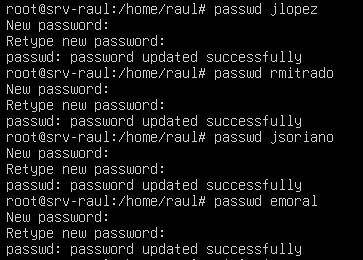 root@srv-raul:/home/raul# passwd jlopez
New password:
Retype new password:
passwd: password updated successfully
root@srv-raul:/home/raul# passwd rmitrado
New password:
Retype new password:
passwd: password updated successfully
root@srv-raul:/home/raul# passwd jsoriano
New password:
Retype new password:
passwd: password updated successfully
root@srv-raul:/home/raul# passwd emoral
New password:
Retype new password:
passwd: password updated successfully